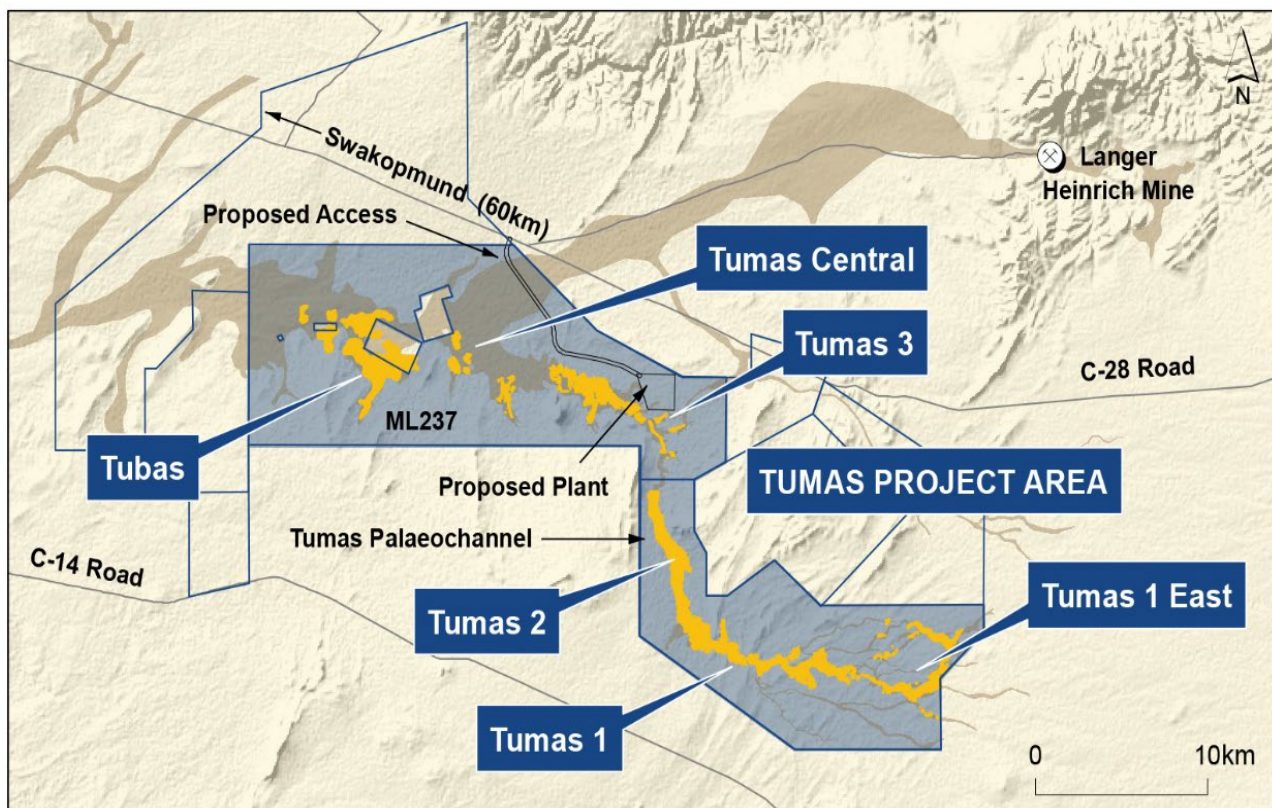 N
Langer
Heinrich Mine
Swakopmund (60km)
Proposed Access
Tumas Central
Tumas 3
C-28 Road
ML237
Tubas
Proposed Plant
TUMAS PROJECT AREA
Tumas Palaeochannel
C-14 Road
Tumas 2
Tumas 1 East
Tumas 1
0 10km